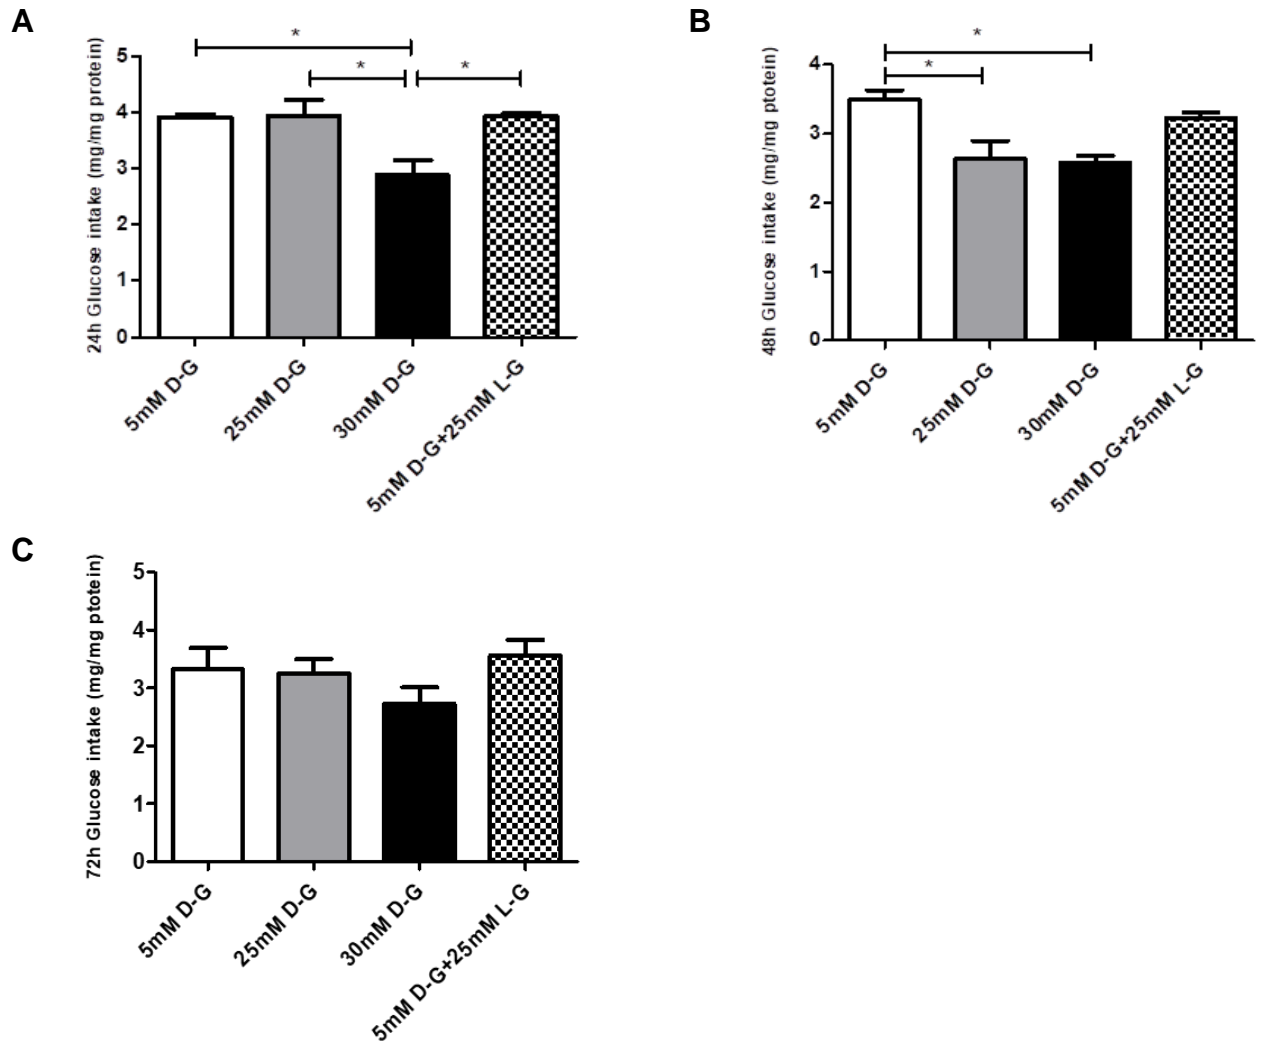 A
24h Glucose intake (mg/mg protein)
5
4
3
2
1
0
*
*
*
5mM D-G
25mM D-G
30mM D-G
5mM D-G+25mM L-G
B
48h Glucose intake (mg/mg ptotein)
4
3
2
1
0
*
*
5mM D-G
25mM D-G
30mM D-G
5mM D-G+25mM L-G
C
72h Glucose intake (mg/mg ptotein)
5
4
3
2
1
0
5mM D-G
25mM D-G
30mM D-G
5mM D-G+25mM L-G